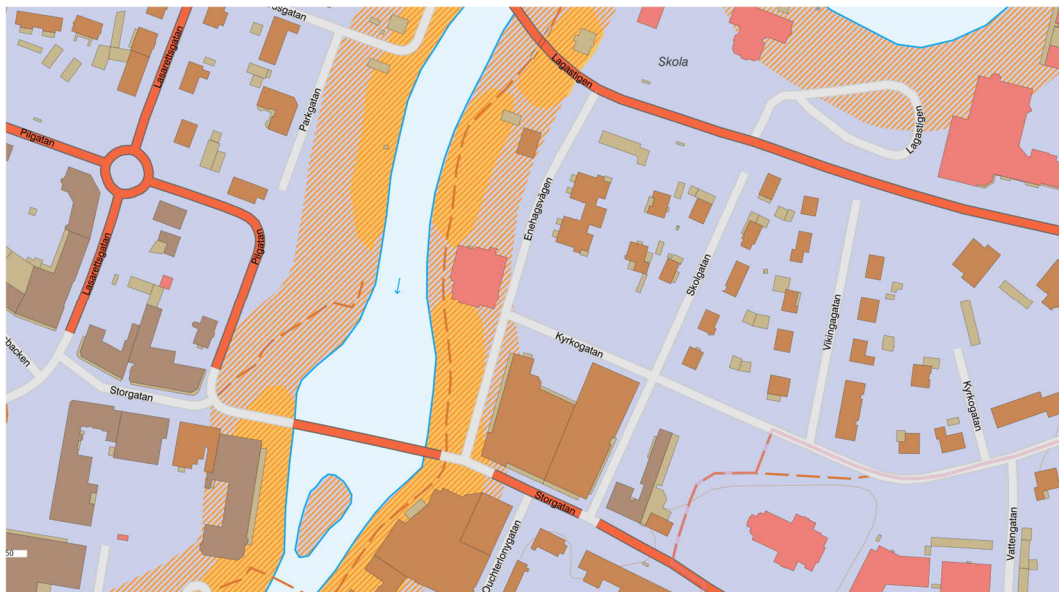 dsgatan
Lasarettsgatan
Lagastigen
Skola
Parkgatan
Pilgatan
Lagastigen
Lasarettsgatan
Pilgatan
Enehagsvägen
Skolgatan
Vikingagatan
Kyrkogatan
backen
Storgatan
Kyrkogatan
Storgatan
Ouchterlonygatan
Vattengatan
50